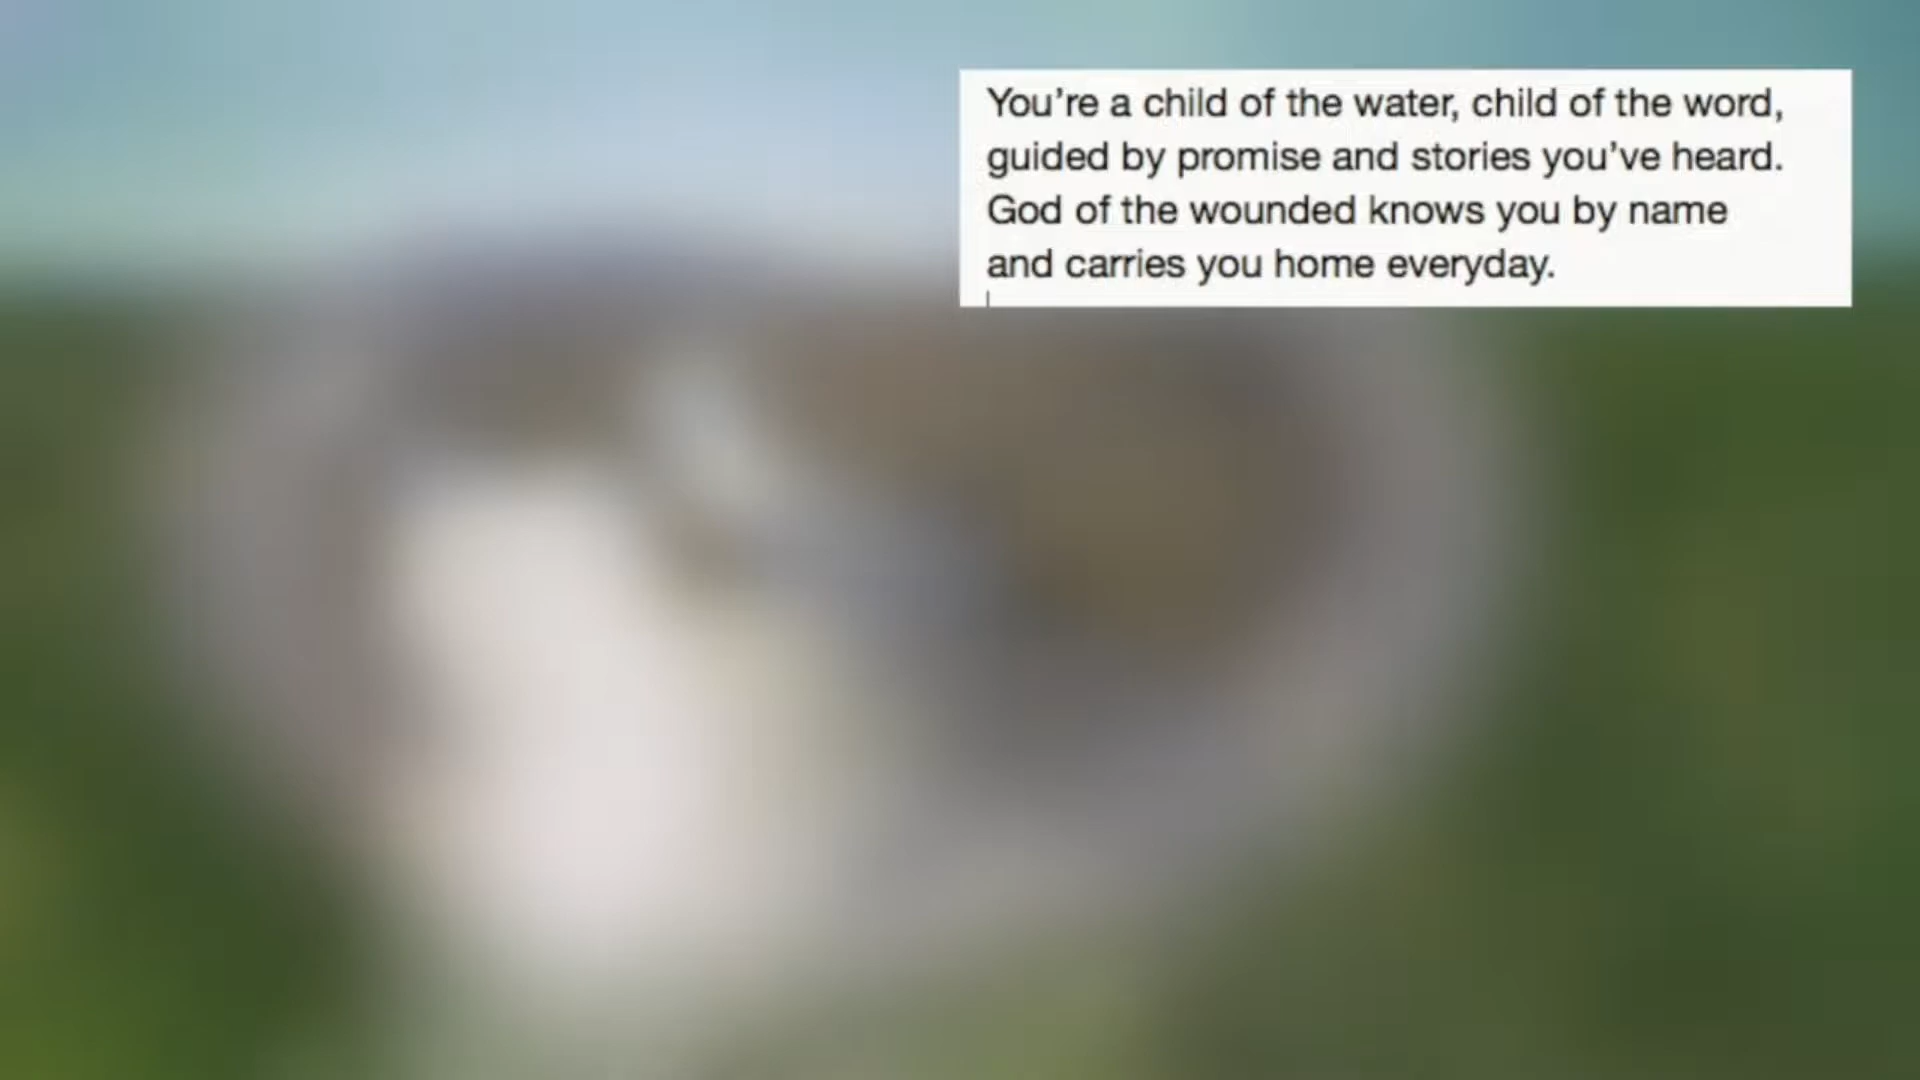 You’re a child of the water, child of the word,
guided by promise and stories you’ve heard.
God of the wounded knows you by name
and carries you home everyday.